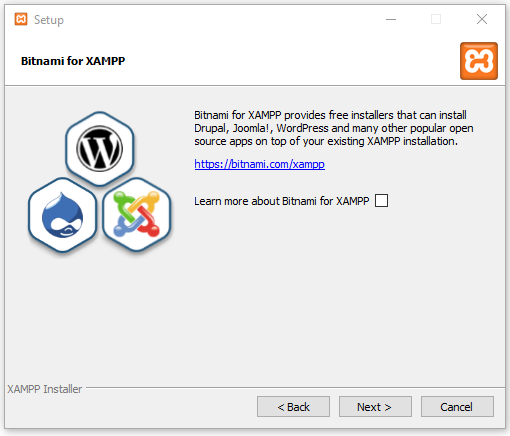 Setup
Bitnami for XAMPP
Bitnami for XAMPP provides free installers that can install
Drupal, Joomla!, WordPress and many other popular open
source apps on top of your existing XAMPP installation.
https://bitnami.com/xampp
Learn more about Bitnami for XAMPP
XAMPP Installer
< Back
Next >
Cancel